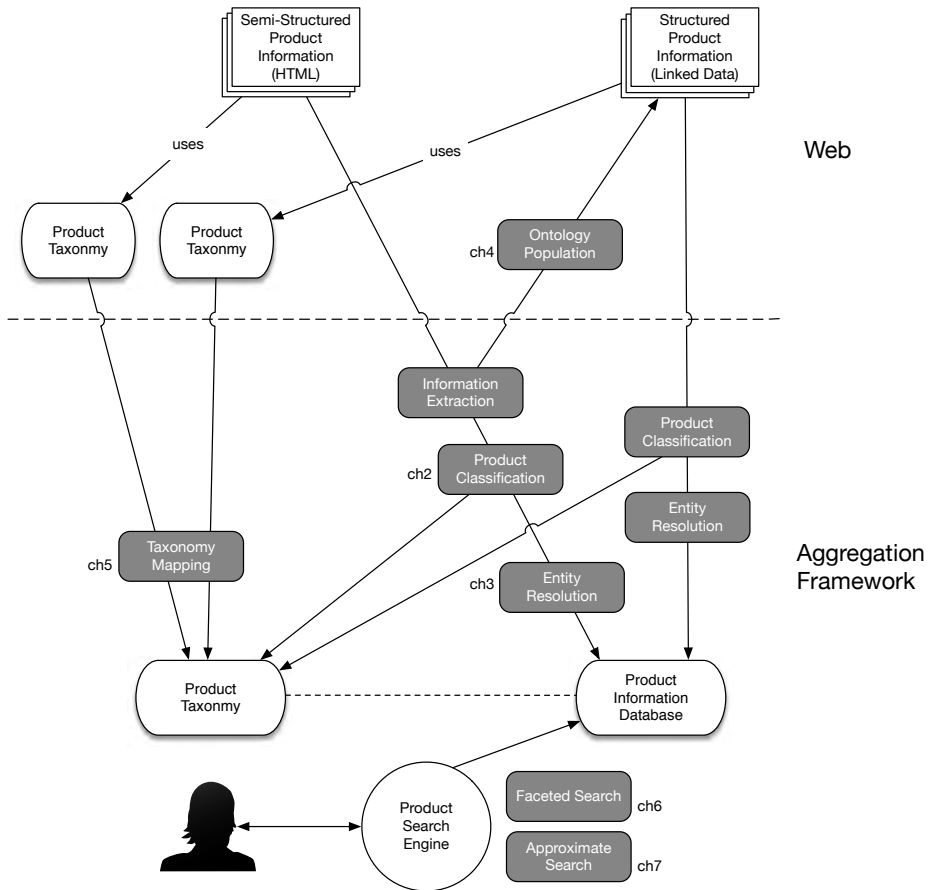 Semi-Structured
Product
Information
(HTML)
Structured
Product
Information
(Linked Data)
uses
uses
Web
Product
Taxonmy
Product
Taxonmy
ch4
Ontology
Population
Information
Extraction
Product
Classification
ch2
Product
Classification
Entity
Resolution
Taxonomy
Mapping
ch5
ch3
Entity
Resolution
Aggregation
Framework
Product
Taxonmy
Product
Information
Database
Product
Search
Engine
Faceted Search
ch6
Approximate
Search
ch7